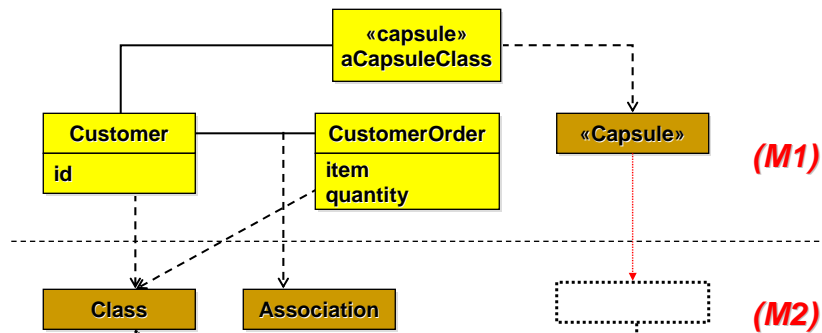 «capsule»
aCapsuleClass
Customer
id
CustomerOrder
item
quantity
«Capsule»
(M1)
Class
Association
(M2)